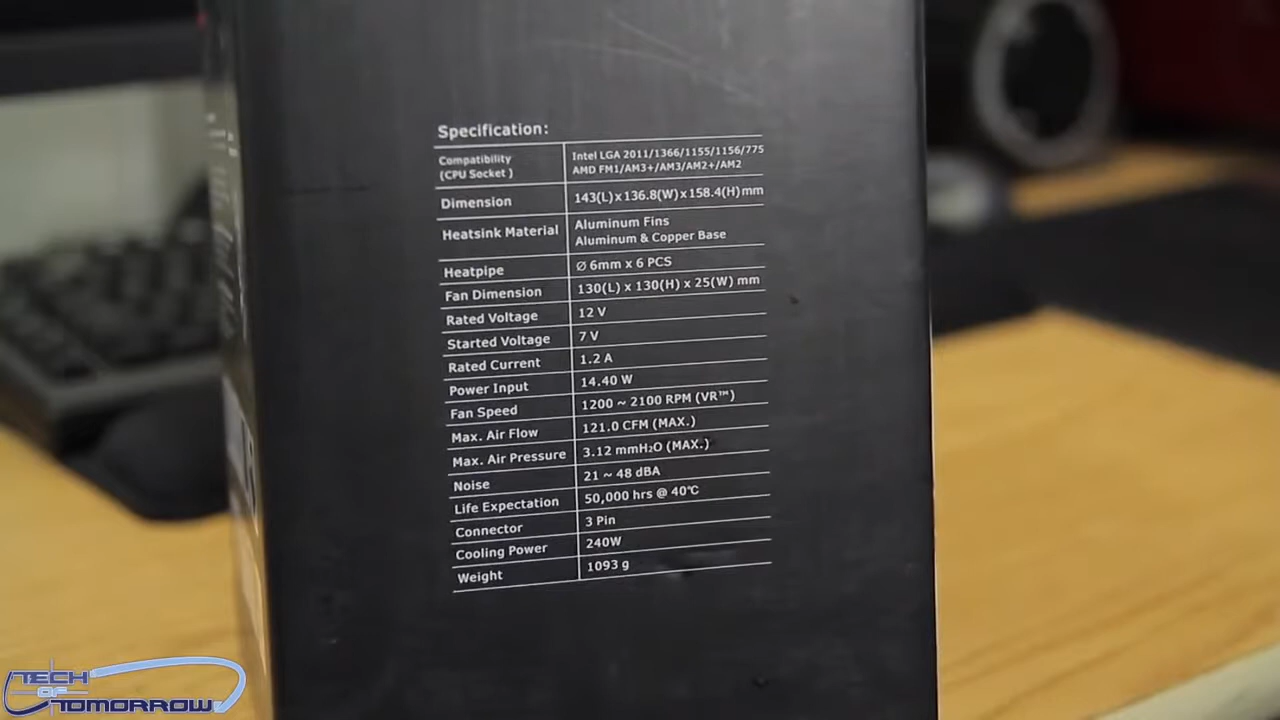 Specification:
Compatibility
(CPU Socket )
Intel LGA 2011/1366/1155/1156/775
AMD FM1/AM3+/AM3/AM2+/AM2
Dimension 143(L)x136.8(W)x158.4(H)mm
Heatsink Material
Aluminum Fins
Aluminum & Copper Base
Heatpipe Ø 6mm x 6 PCS
Fan Dimension 130(L) x 130(H) x 25(W) mm
Rated Voltage 12 V
Started Voltage 7 V
Rated Current 1.2 A
Power Input 14.40 W
Fan Speed 1200 ~ 2100 RPM (VR™)
Max. Air Flow 121.0 CFM (MAX.)
Max. Air Pressure 3.12 mmH₂O (MAX.)
Noise 21 ~ 48 dBA
Life Expectation 50,000 hrs @ 40℃
Connector 3 Pin
Cooling Power 240W
Weight 1093 g
TECH
OF
TOMORROW